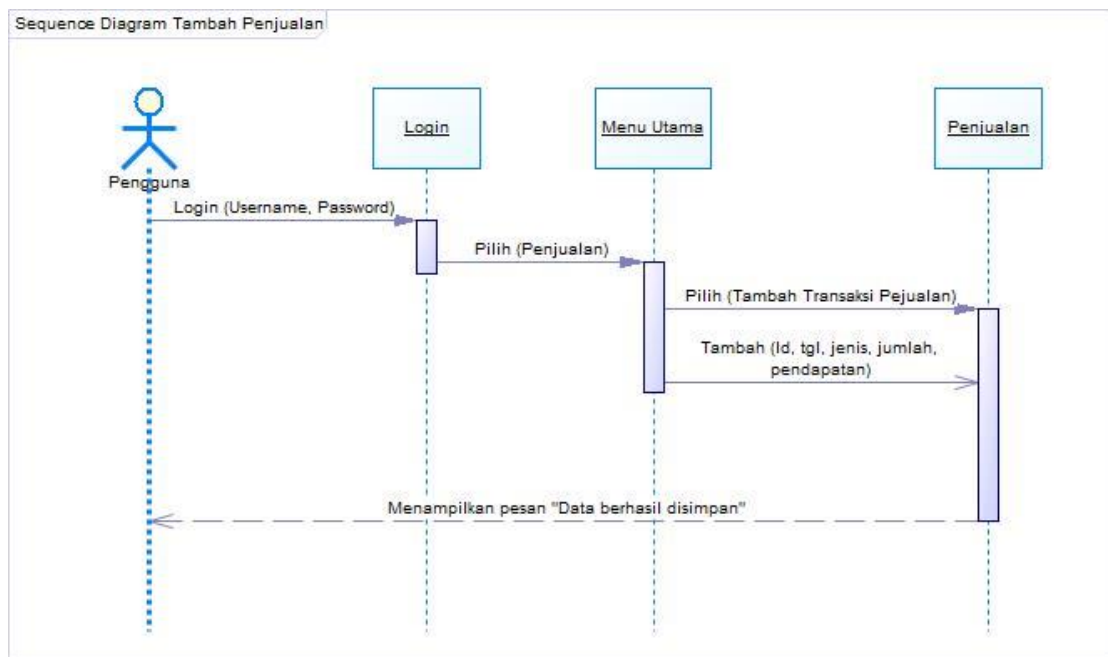 Sequence Diagram Tambah Penjualan
Login
Menu Utama
Penjualan
Pengguna
Login (Username, Password)
Pilih (Penjualan)
Pilih (Tambah Transaksi Pejualan)
Tambah (Id, tgl, jenis, jumlah,
pendapatan)
Menampilkan pesan "Data berhasil disimpan"